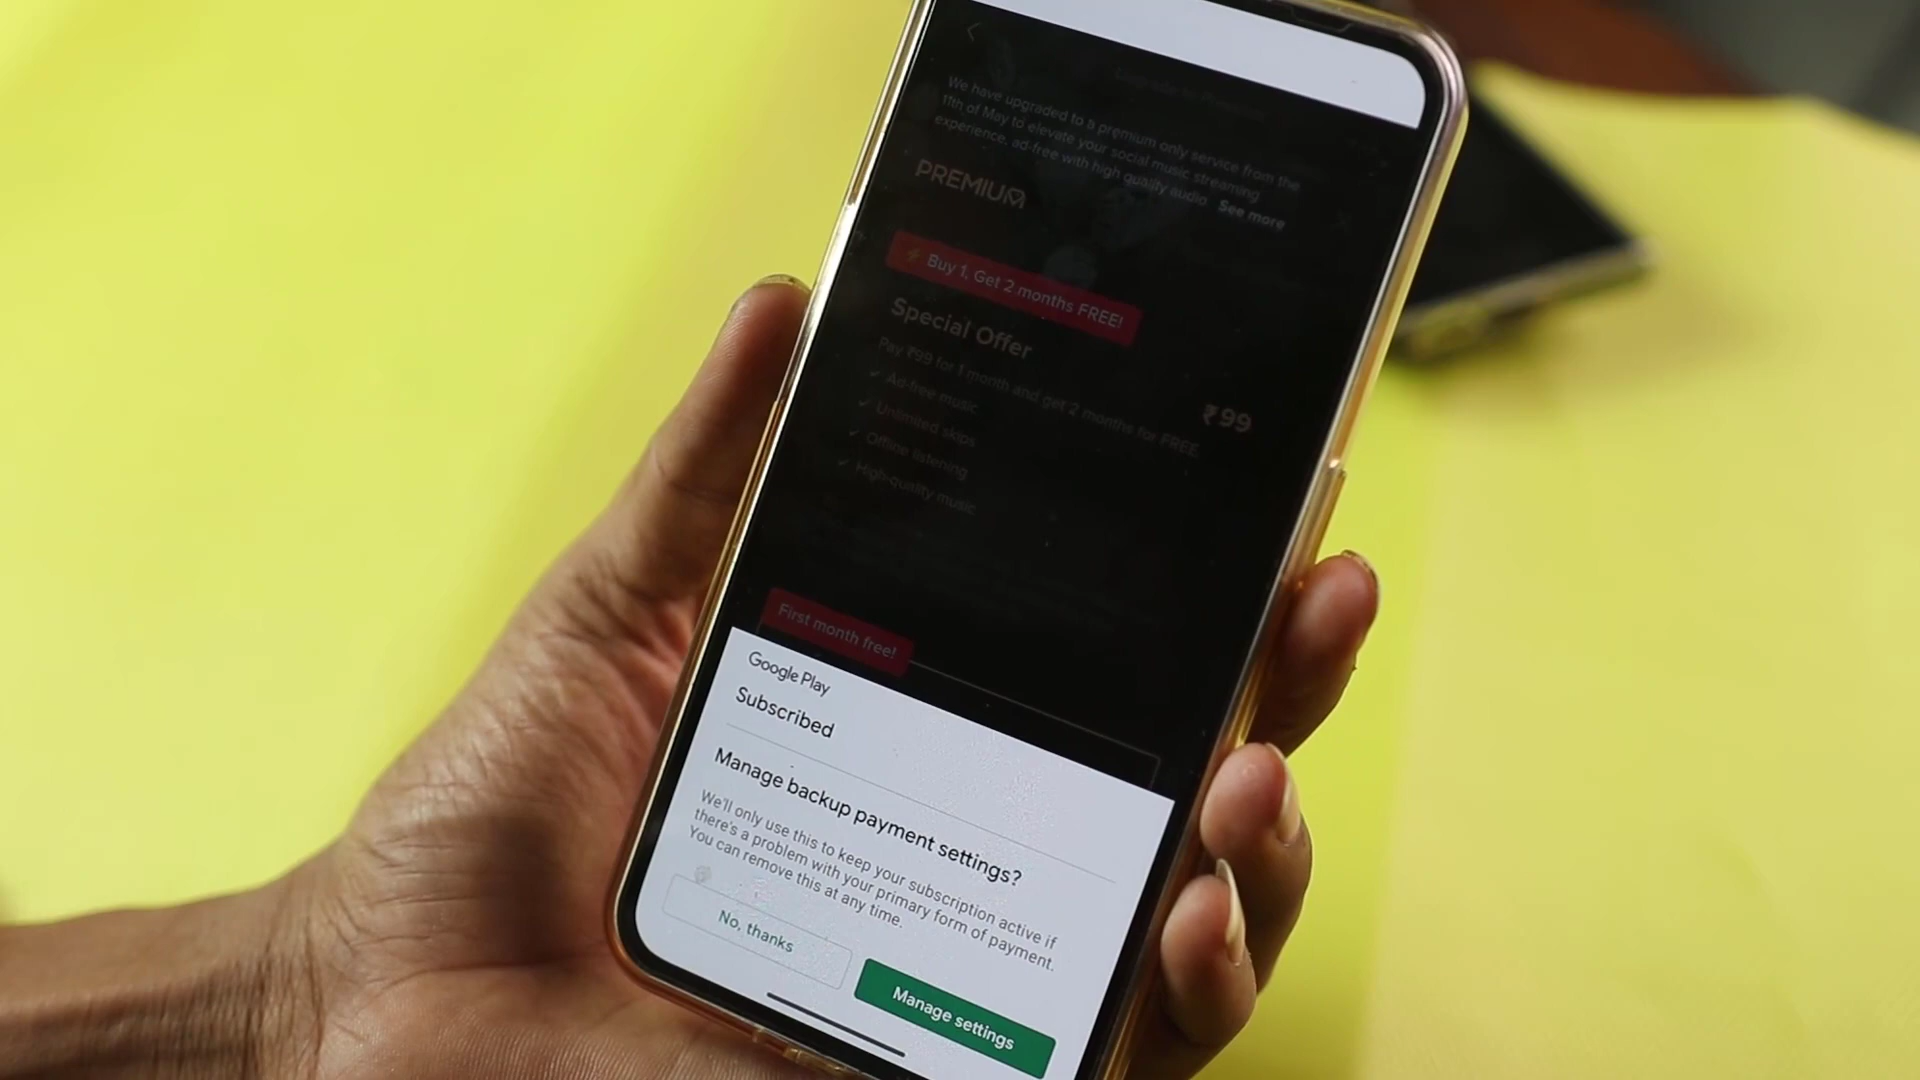 We have upgraded to a premium only service from the
11th of May to elevate your social music streaming
experience, ad-free with high quality audio. See more
PREMIUM
Buy 1, Get 2 months FREE!
Special Offer
Pay ₹99 for 1 month and get 2 months for FREE
₹99
Ad-free music
Unlimited skips
Offline listening
High-quality music
First month free!
Google Play
Subscribed
Manage backup payment settings?
We'll only use this to keep your subscription active if
there's a problem with your primary form of payment.
You can remove this at any time.
No, thanks
Manage settings